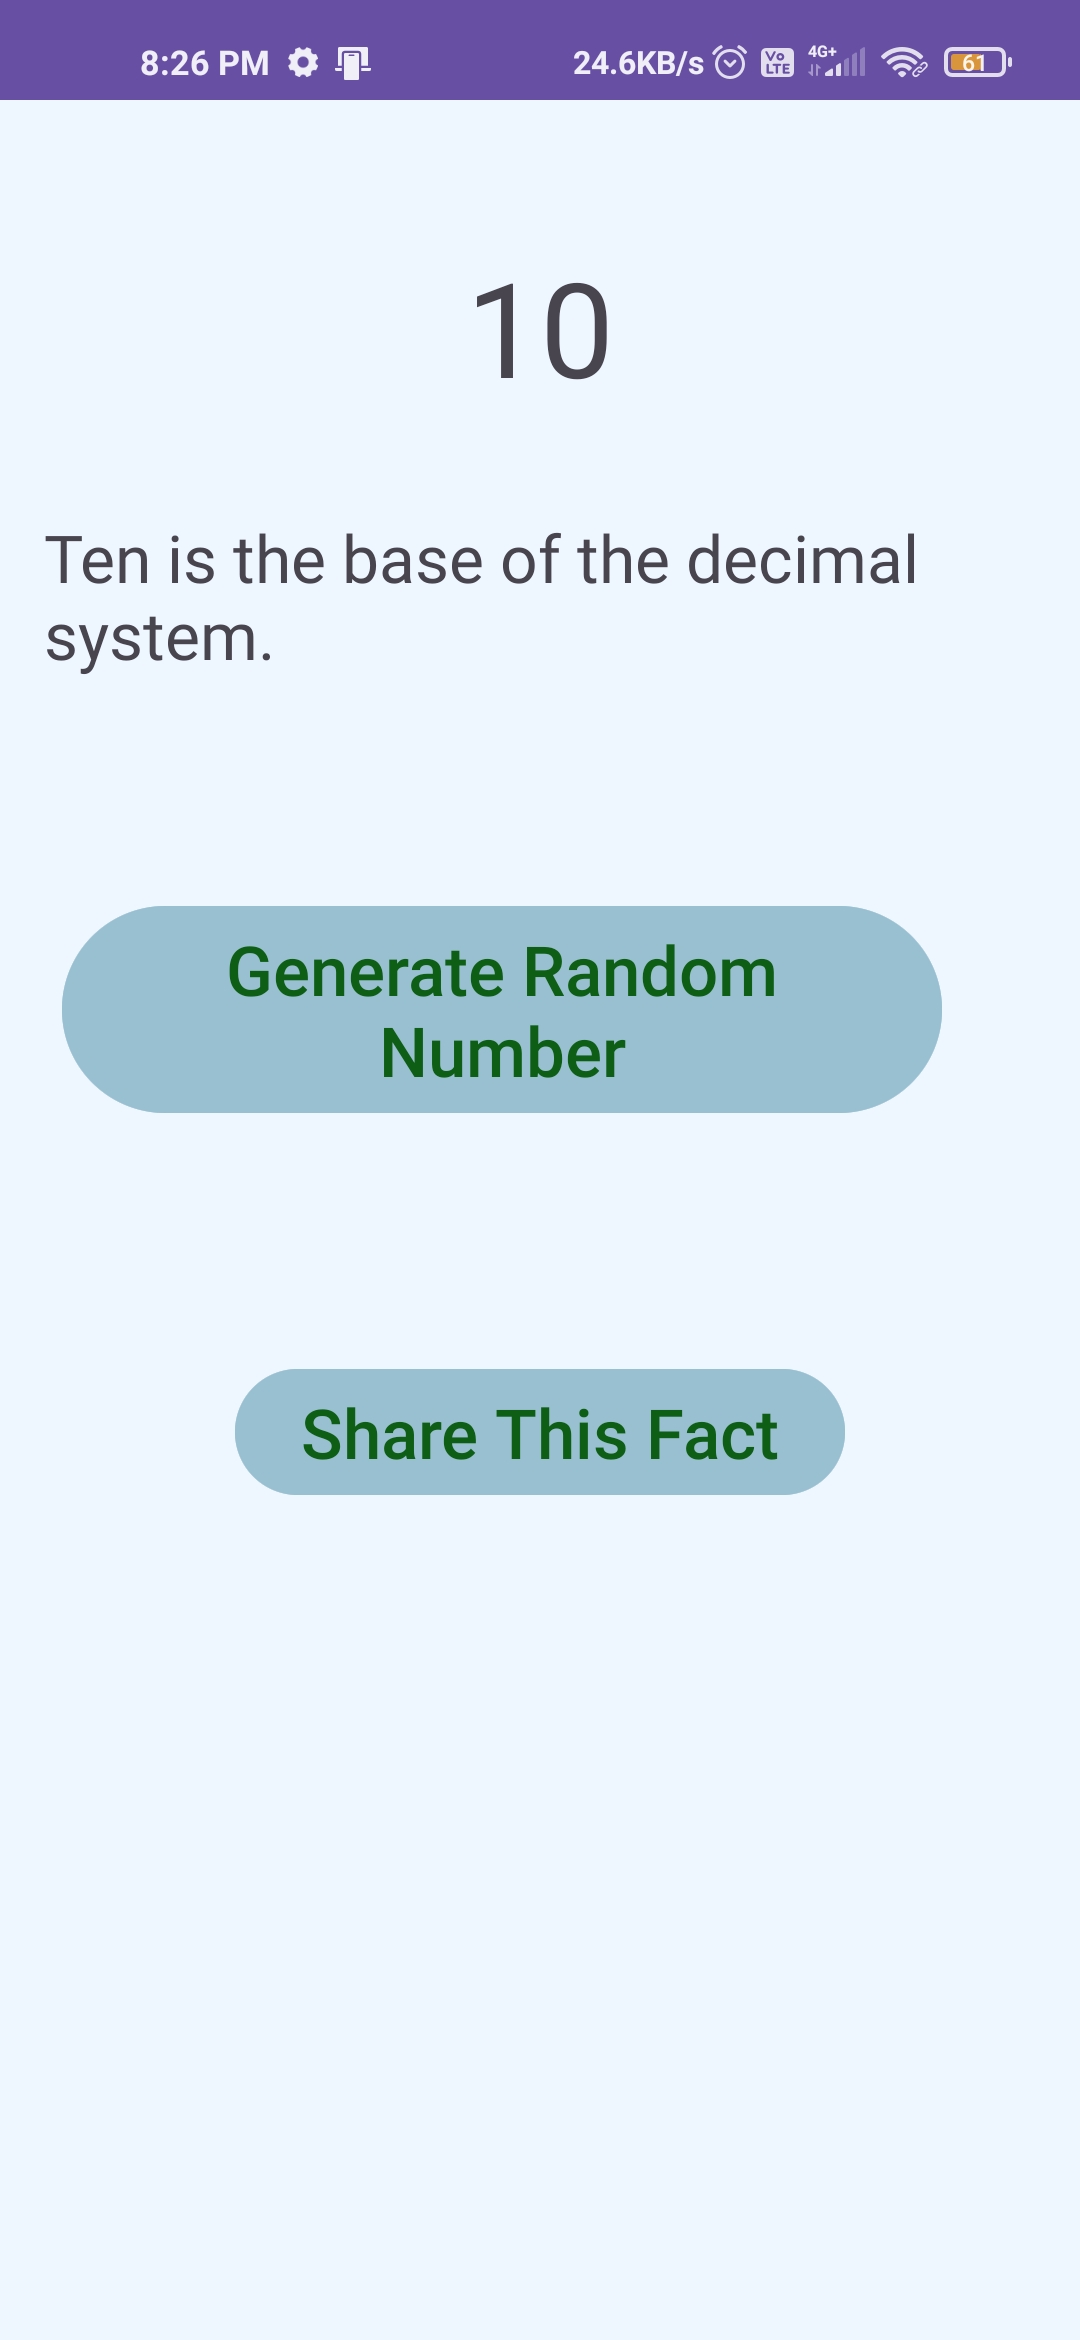 8:26 PM 24.6KB/s Vo LTE 4G+ 61
10
Ten is the base of the decimal
system.
Generate Random
Number
Share This Fact